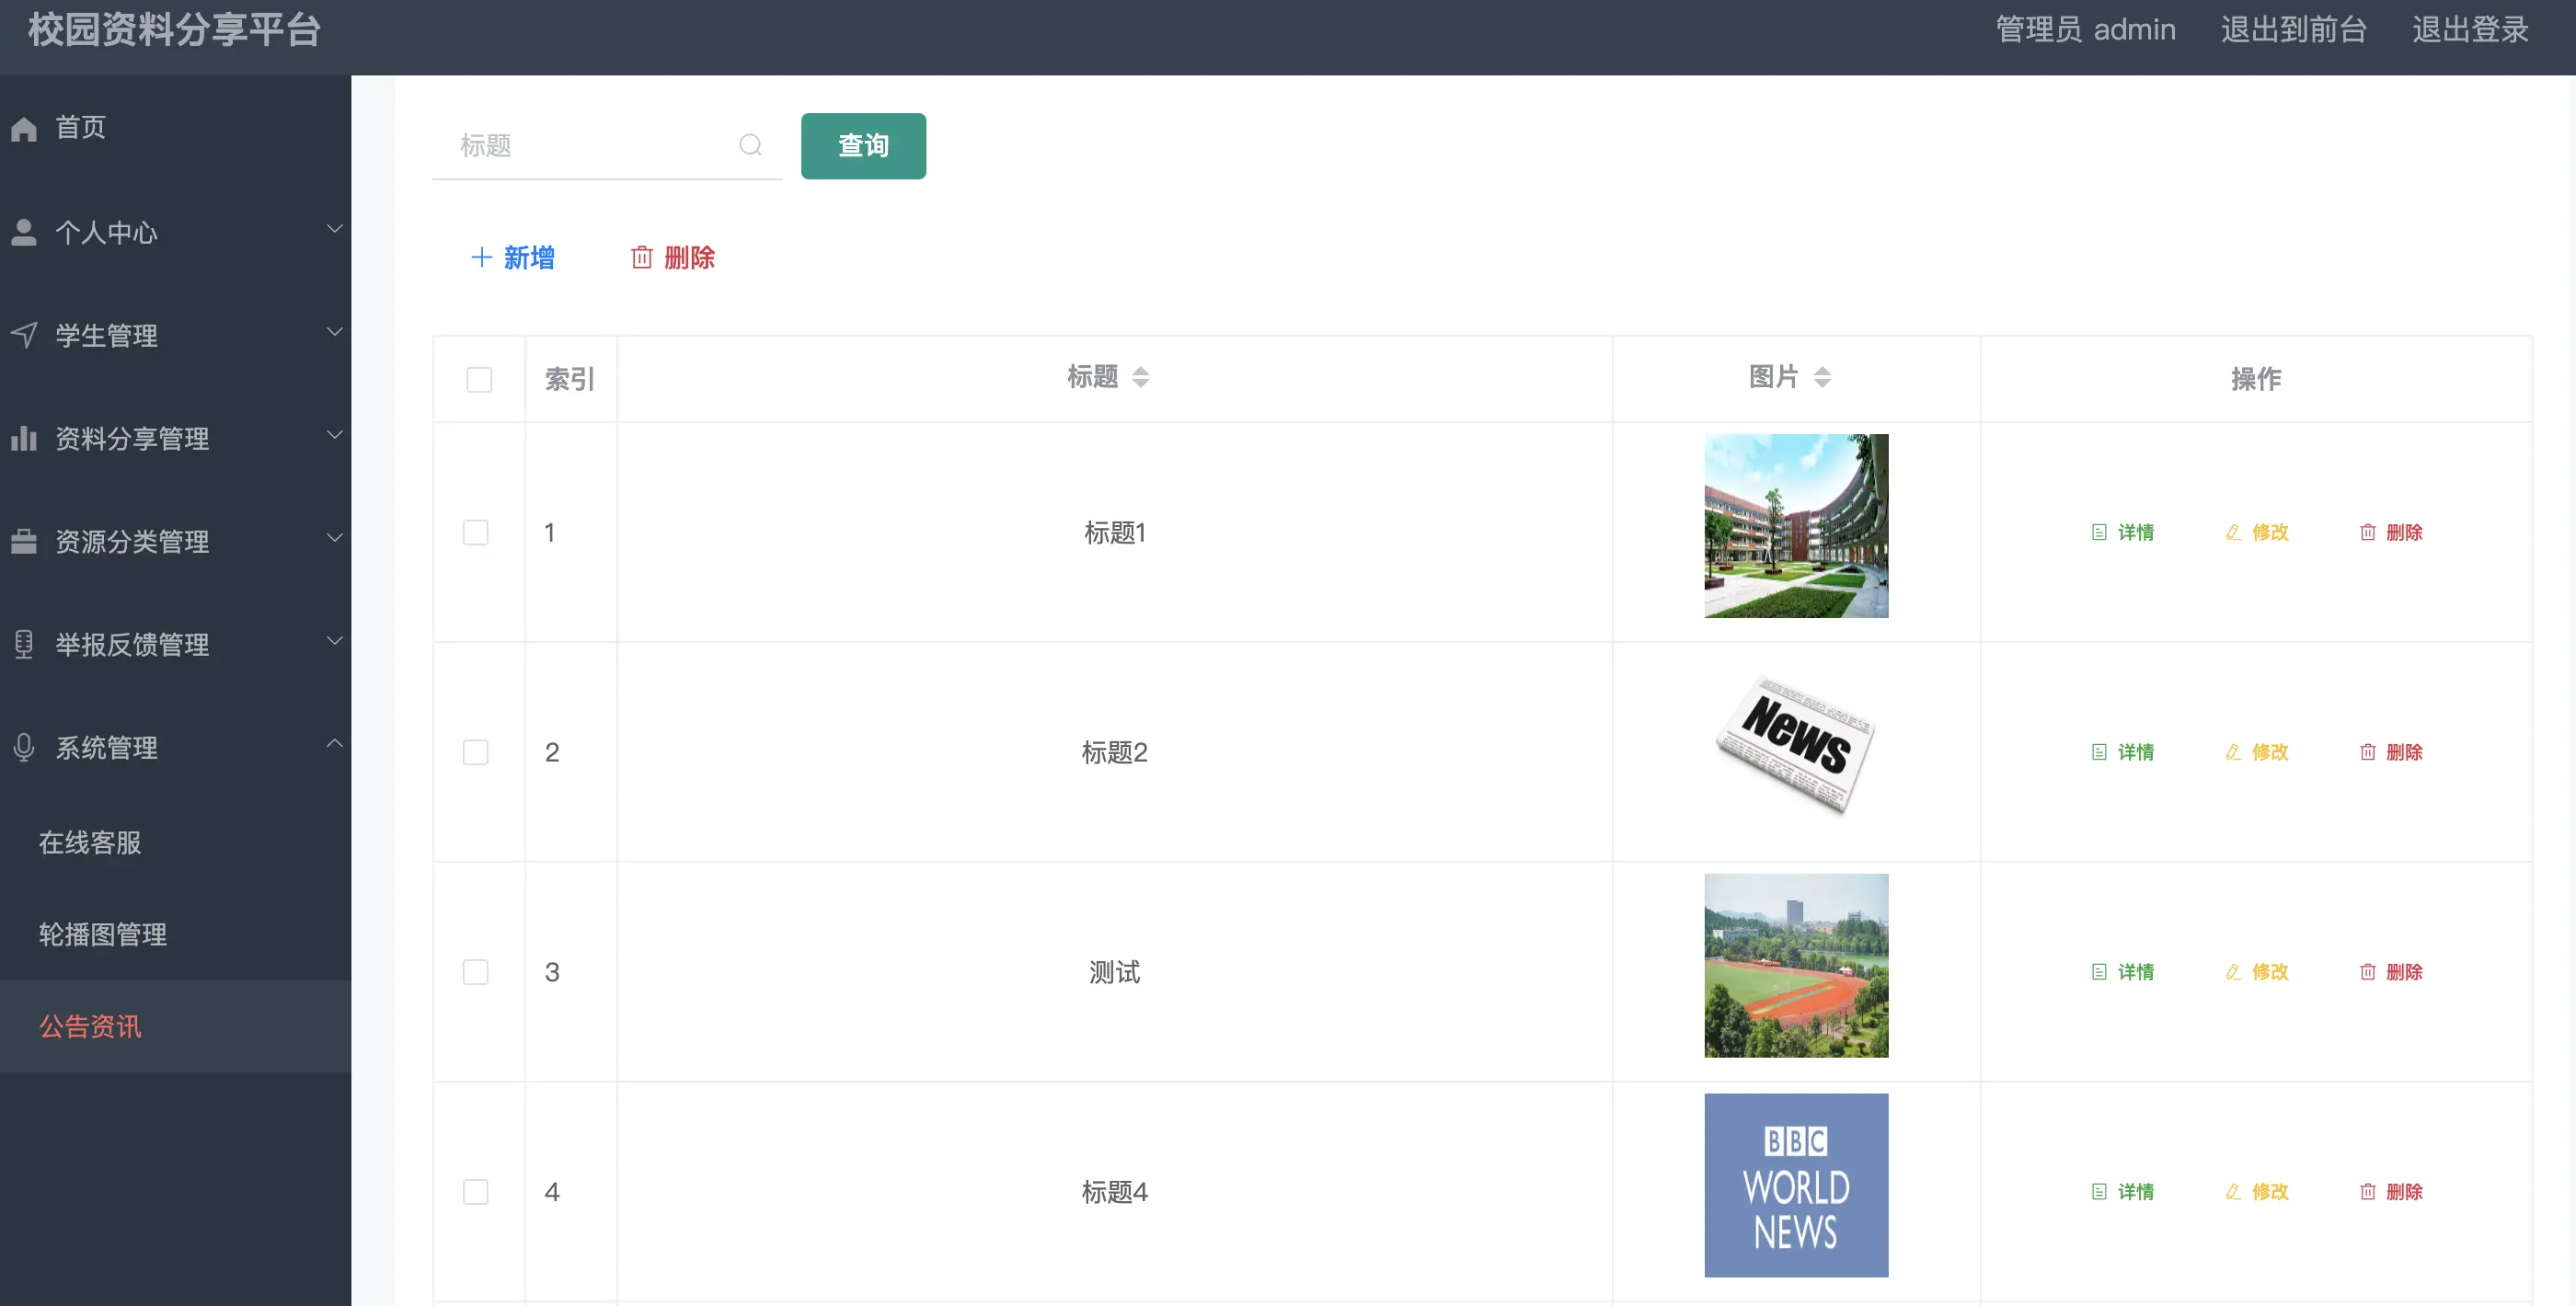 校园资料分享平台
管理员 admin 退出到前台 退出登录
首页
个人中心
学生管理
资料分享管理
资源分类管理
举报反馈管理
系统管理
在线客服
轮播图管理
公告资讯
标题 查询
新增 删除
索引 标题 图片 操作
1 标题1 详情 修改 删除
2 标题2 News 详情 修改 删除
3 测试 详情 修改 删除
4 标题4 详情 修改 删除
BBC
WORLD
NEWS